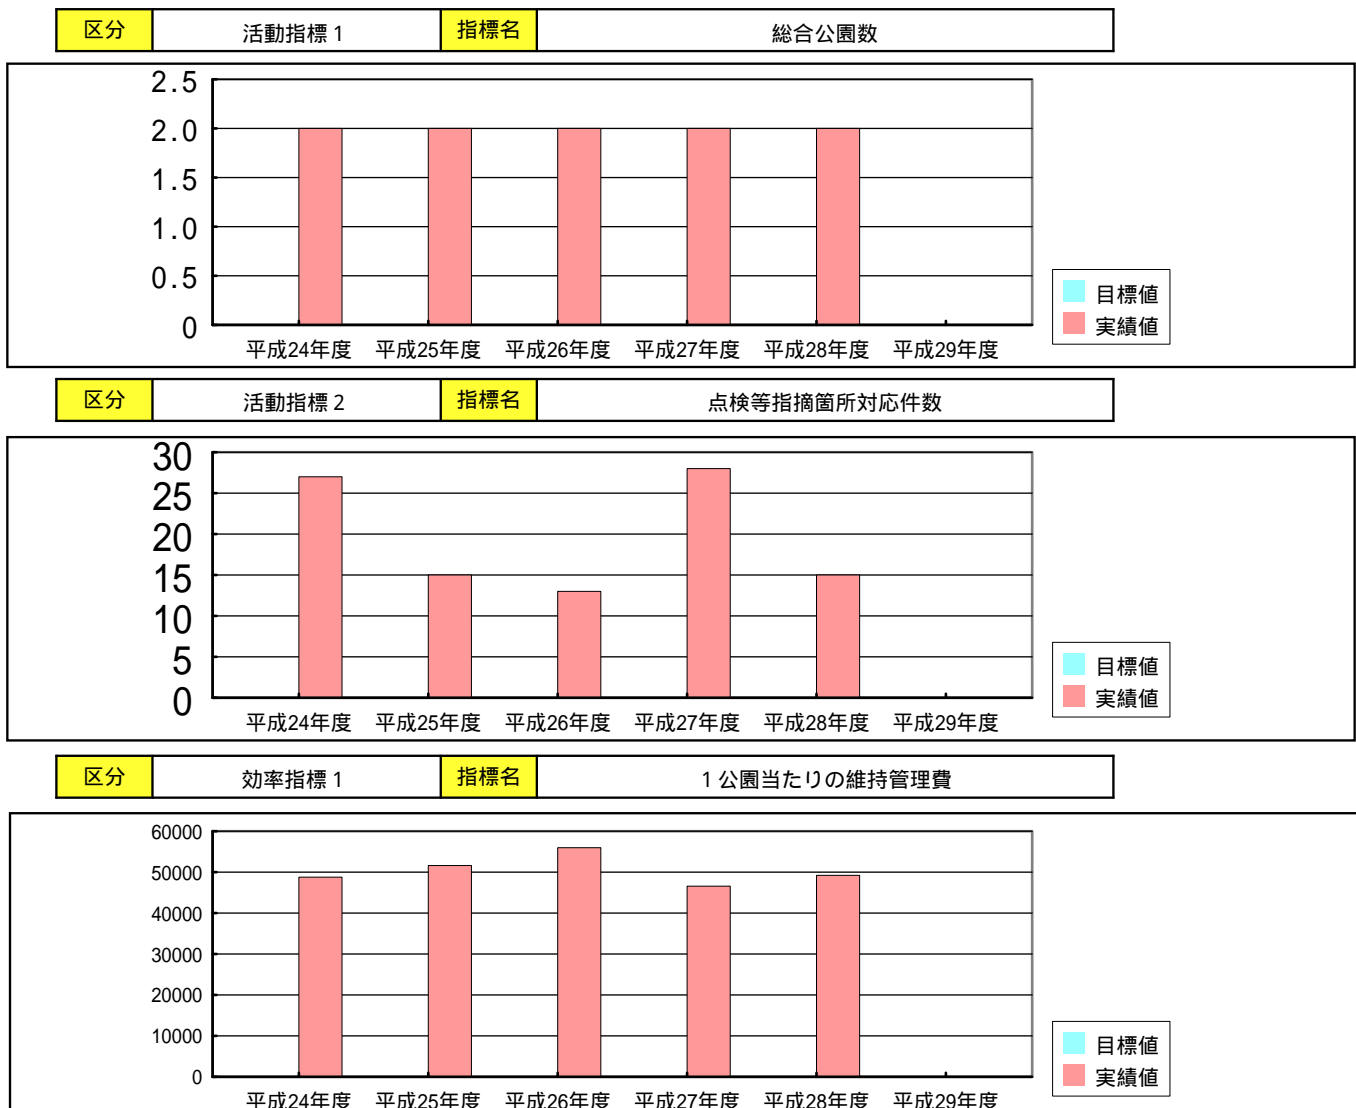 区分 活動指標1 指標名 総合公園数
2.5
2.0
1.5
1.0
0.5
0
平成24年度 平成25年度 平成26年度 平成27年度 平成28年度 平成29年度
目標値
実績値
区分 活動指標2 指標名 点検等指摘箇所対応件数
30
25
20
15
10
5
0
平成24年度 平成25年度 平成26年度 平成27年度 平成28年度 平成29年度
目標値
実績値
区分 効率指標1 指標名 1公園当たりの維持管理費
60000
50000
40000
30000
20000
10000
0
平成24年度 平成25年度 平成26年度 平成27年度 平成28年度 平成29年度
目標値
実績値